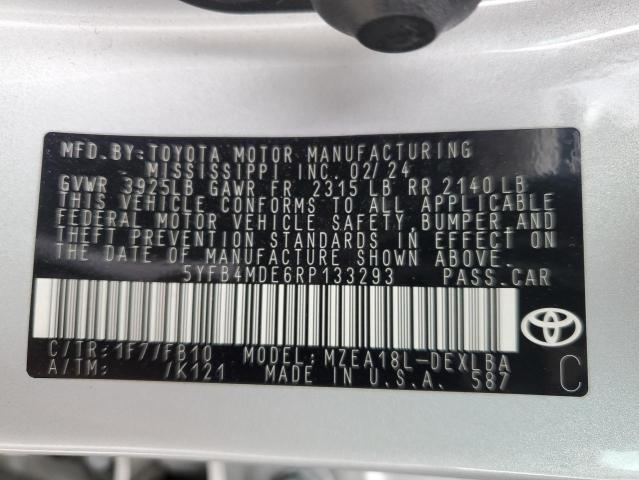 MFD.BY:TOYOTA MOTOR MANUFACTURING
MISSISSIPPI INC. 02/24
GVWR 3925LB GAWR FR 2315 LB RR 2140 LB
THIS VEHICLE CONFORMS TO ALL APPLICABLE
FEDERAL MOTOR VEHICLE SAFETY, BUMPER, AND
THEFT PREVENTION STANDARDS IN EFFECT ON
THE DATE OF MANUFACTURE SHOWN ABOVE.
5YFB4MDE6RP133293 PASS.CAR
C/TR:1F77FB10 MODEL:MZEA18L-DEXLBA
A/TM: /K121 MADE IN U.S.A. 587
C